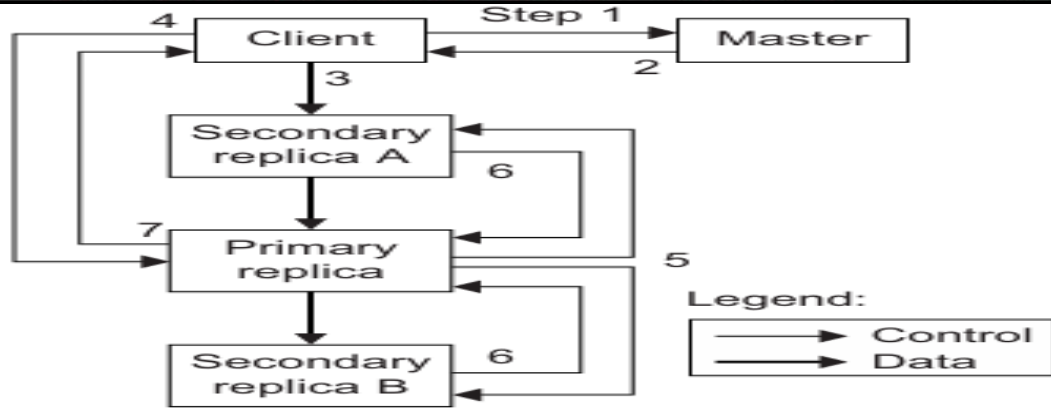 4
Step 1
Client
Master
2
3
Secondary
replica A
6
7
Primary
replica
5
Legend:
Control
Data
6
Secondary
replica B